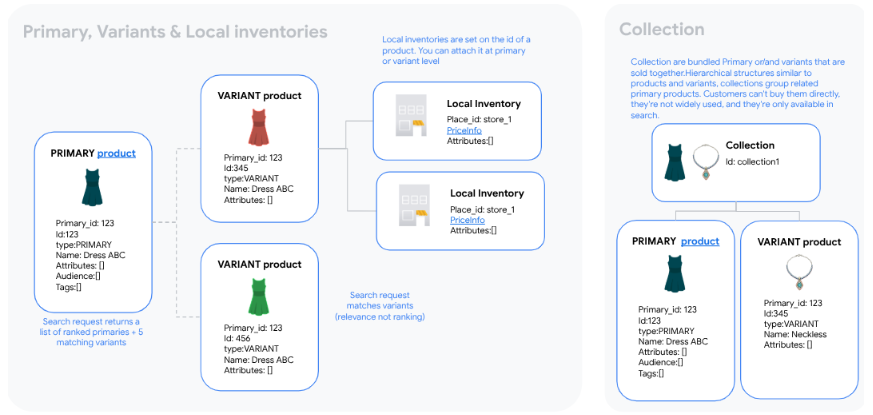 Primary, Variants & Local inventories
Local inventories are set on the id of a
product. You can attach it at primary
or variant level
PRIMARY product
Primary_id: 123
Id:123
type:PRIMARY
Name: Dress ABC
Attributes: []
Audience:[]
Tags:[]
Search request returns a
list of ranked primaries + 5
matching variants
VARIANT product
Primary_id: 123
Id:345
type:VARIANT
Name: Dress ABC
Attributes: []
VARIANT product
Primary_id: 123
Id: 456
type:VARIANT
Name: Dress ABC
Attributes: []
Local Inventory
Place_id: store_1
PriceInfo
Attributes:[]
Local Inventory
Place_id: store_1
PriceInfo
Attributes:[]
Search request
matches variants
(relevance not ranking)
Collection
Collection are bundled Primary or/and variants that are
sold together.Hierarchical structures similar to
products and variants, collections group related
primary products. Customers can't buy them directly,
they're not widely used, and they're only available in
search.
Collection
Id: collection1
PRIMARY product
Primary_id: 123
Id:123
type:PRIMARY
Name: Dress ABC
Attributes: []
Audience:[]
Tags:[]
VARIANT product
Primary_id: 123
Id:345
type:VARIANT
Name: Neckless
Attributes: []